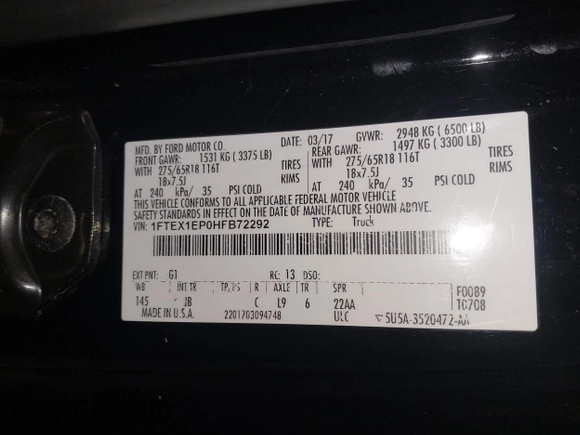 MFD. BY FORD MOTOR CO.
DATE: 03/17
GVWR: 2948 KG ( 6500 LB)
FRONT GAWR: 1531 KG ( 3375 LB)
REAR GAWR: 1497 KG ( 3300 LB)
WITH 275/65R18 116T TIRES
WITH 275/65R18 116T TIRES
18x7.5J RIMS
18x7.5J RIMS
AT 240 kPa/ 35 PSI COLD
AT 240 kPa/ 35 PSI COLD
THIS VEHICLE CONFORMS TO ALL APPLICABLE FEDERAL MOTOR VEHICLE
SAFETY STANDARDS IN EFFECT ON THE DATE OF MANUFACTURE SHOWN ABOVE.
VIN: 1FTEX1EP0HFB72292
TYPE: Truck
EXT PNT: G1 RC: 13 DSO:
WB INT TR TP/PS R AXLE TR SPR F0089
145 JB C L9 6 22AA T0708
MADE IN U.S.A. 2201703094748 ULC ▽5U5A-3520472-AA